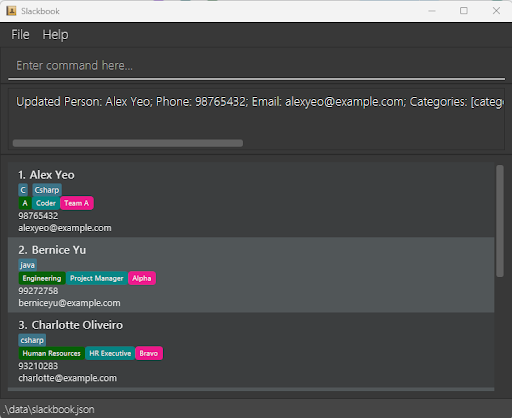 Slackbook
File Help
Enter command here...
Updated Person: Alex Yeo; Phone: 98765432; Email: alexyeo@example.com; Categories: [categ
1. Alex Yeo
C Csharp
A Coder Team A
98765432
alexyeo@example.com
2. Bernice Yu
java
Engineering Project Manager Alpha
99272758
berniceyu@example.com
3. Charlotte Oliveiro
csharp
Human Resources HR Executive Bravo
93210283
charlotte@example.com
.\data\slackbook.json